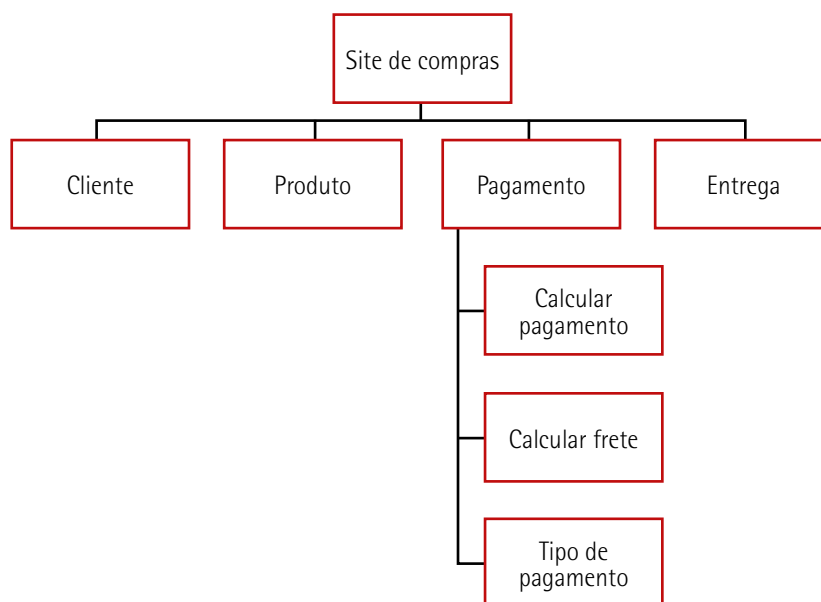 Site de compras
Cliente
Produto
Pagamento
Entrega
Calcular
pagamento
Calcular frete
Tipo de
pagamento